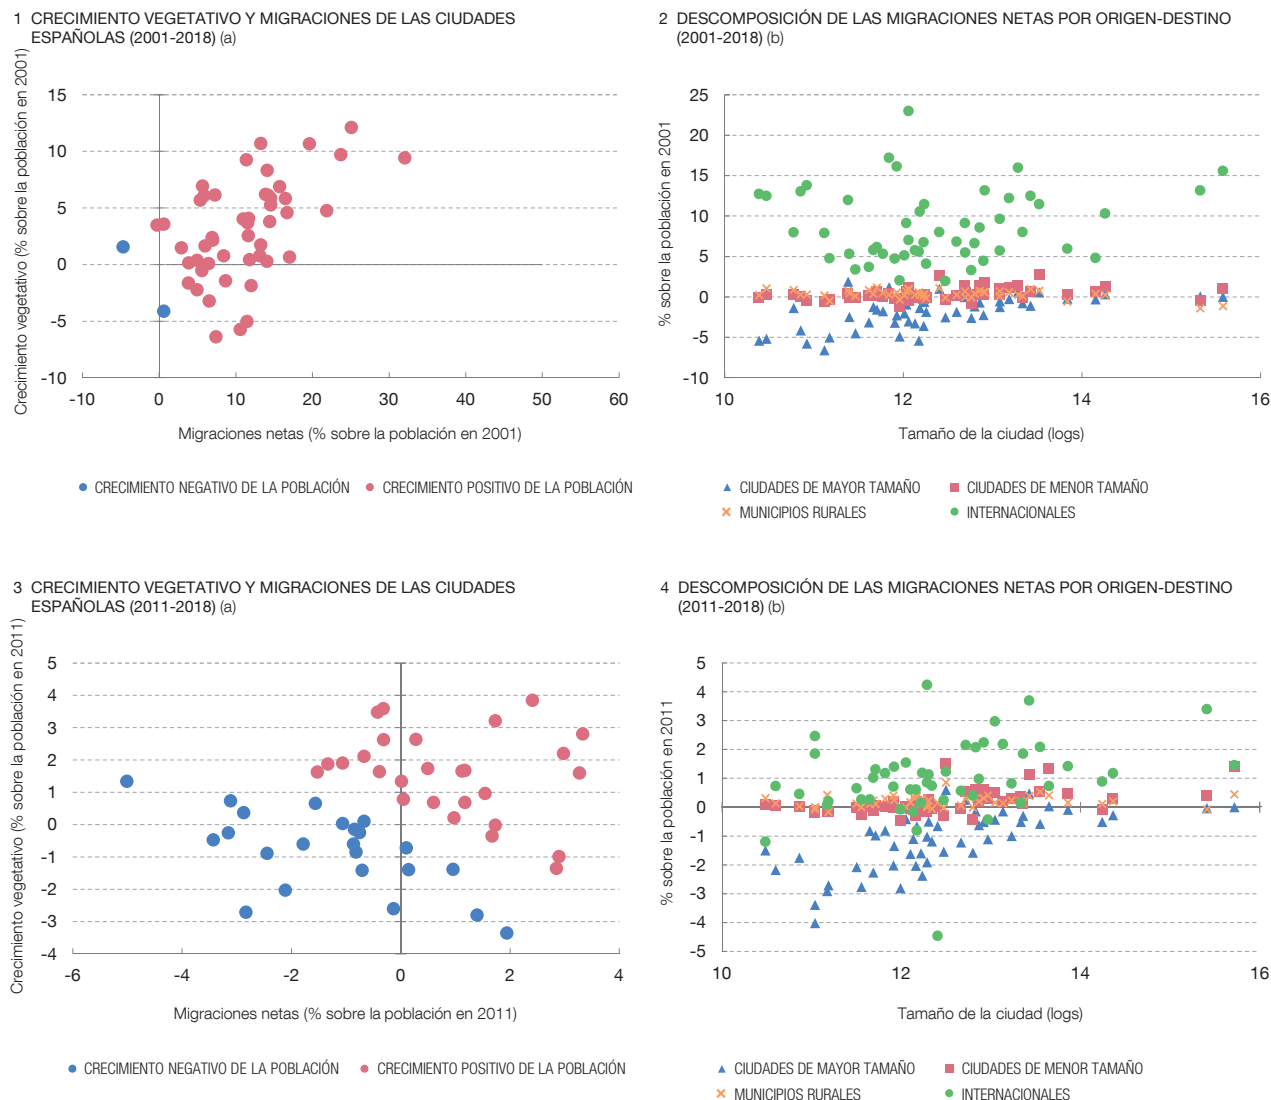 1 CRECIMIENTO VEGETATIVO Y MIGRACIONES DE LAS CIUDADES
ESPAÑOLAS (2001-2018) (a)
Crecimiento vegetativo (% sobre la población en 2001)
15
10
5
0
-5
-10
-10 0 10 20 30 40 50 60
Migraciones netas (% sobre la población en 2001)
CRECIMIENTO NEGATIVO DE LA POBLACIÓN CRECIMIENTO POSITIVO DE LA POBLACIÓN
2 DESCOMPOSICIÓN DE LAS MIGRACIONES NETAS POR ORIGEN-DESTINO
(2001-2018) (b)
% sobre la población en 2001
25
20
15
10
5
0
-5
-10
10 12 14 16
Tamaño de la ciudad (logs)
CIUDADES DE MAYOR TAMAÑO CIUDADES DE MENOR TAMAÑO
MUNICIPIOS RURALES INTERNACIONALES
3 CRECIMIENTO VEGETATIVO Y MIGRACIONES DE LAS CIUDADES
ESPAÑOLAS (2011-2018) (a)
Crecimiento vegetativo (% sobre la población en 2011)
5
4
3
2
1
0
-1
-2
-3
-4
-6 -4 -2 0 2 4
Migraciones netas (% sobre la población en 2011)
CRECIMIENTO NEGATIVO DE LA POBLACIÓN CRECIMIENTO POSITIVO DE LA POBLACIÓN
4 DESCOMPOSICIÓN DE LAS MIGRACIONES NETAS POR ORIGEN-DESTINO
(2011-2018) (b)
% sobre la población en 2011
5
4
3
2
1
0
-1
-2
-3
-4
-5
10 12 14 16
Tamaño de la ciudad (logs)
CIUDADES DE MAYOR TAMAÑO CIUDADES DE MENOR TAMAÑO
MUNICIPIOS RURALES INTERNACIONALES